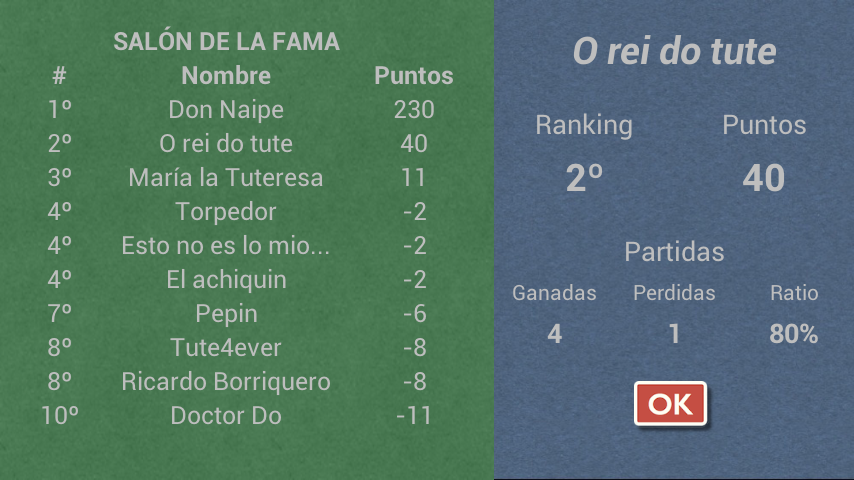 SALÓN DE LA FAMA
# Nombre Puntos
1º Don Naipe 230
2º O rei do tute 40
3º María la Tuteresa 11
4º Torpedor -2
4º Esto no es lo mio... -2
4º El achiquin -2
7º Pepin -6
8º Tute4ever -8
8º Ricardo Borriquero -8
10º Doctor Do -11
O rei do tute
Ranking Puntos
2º 40
Partidas
Ganadas Perdidas Ratio
4 1 80%
OK